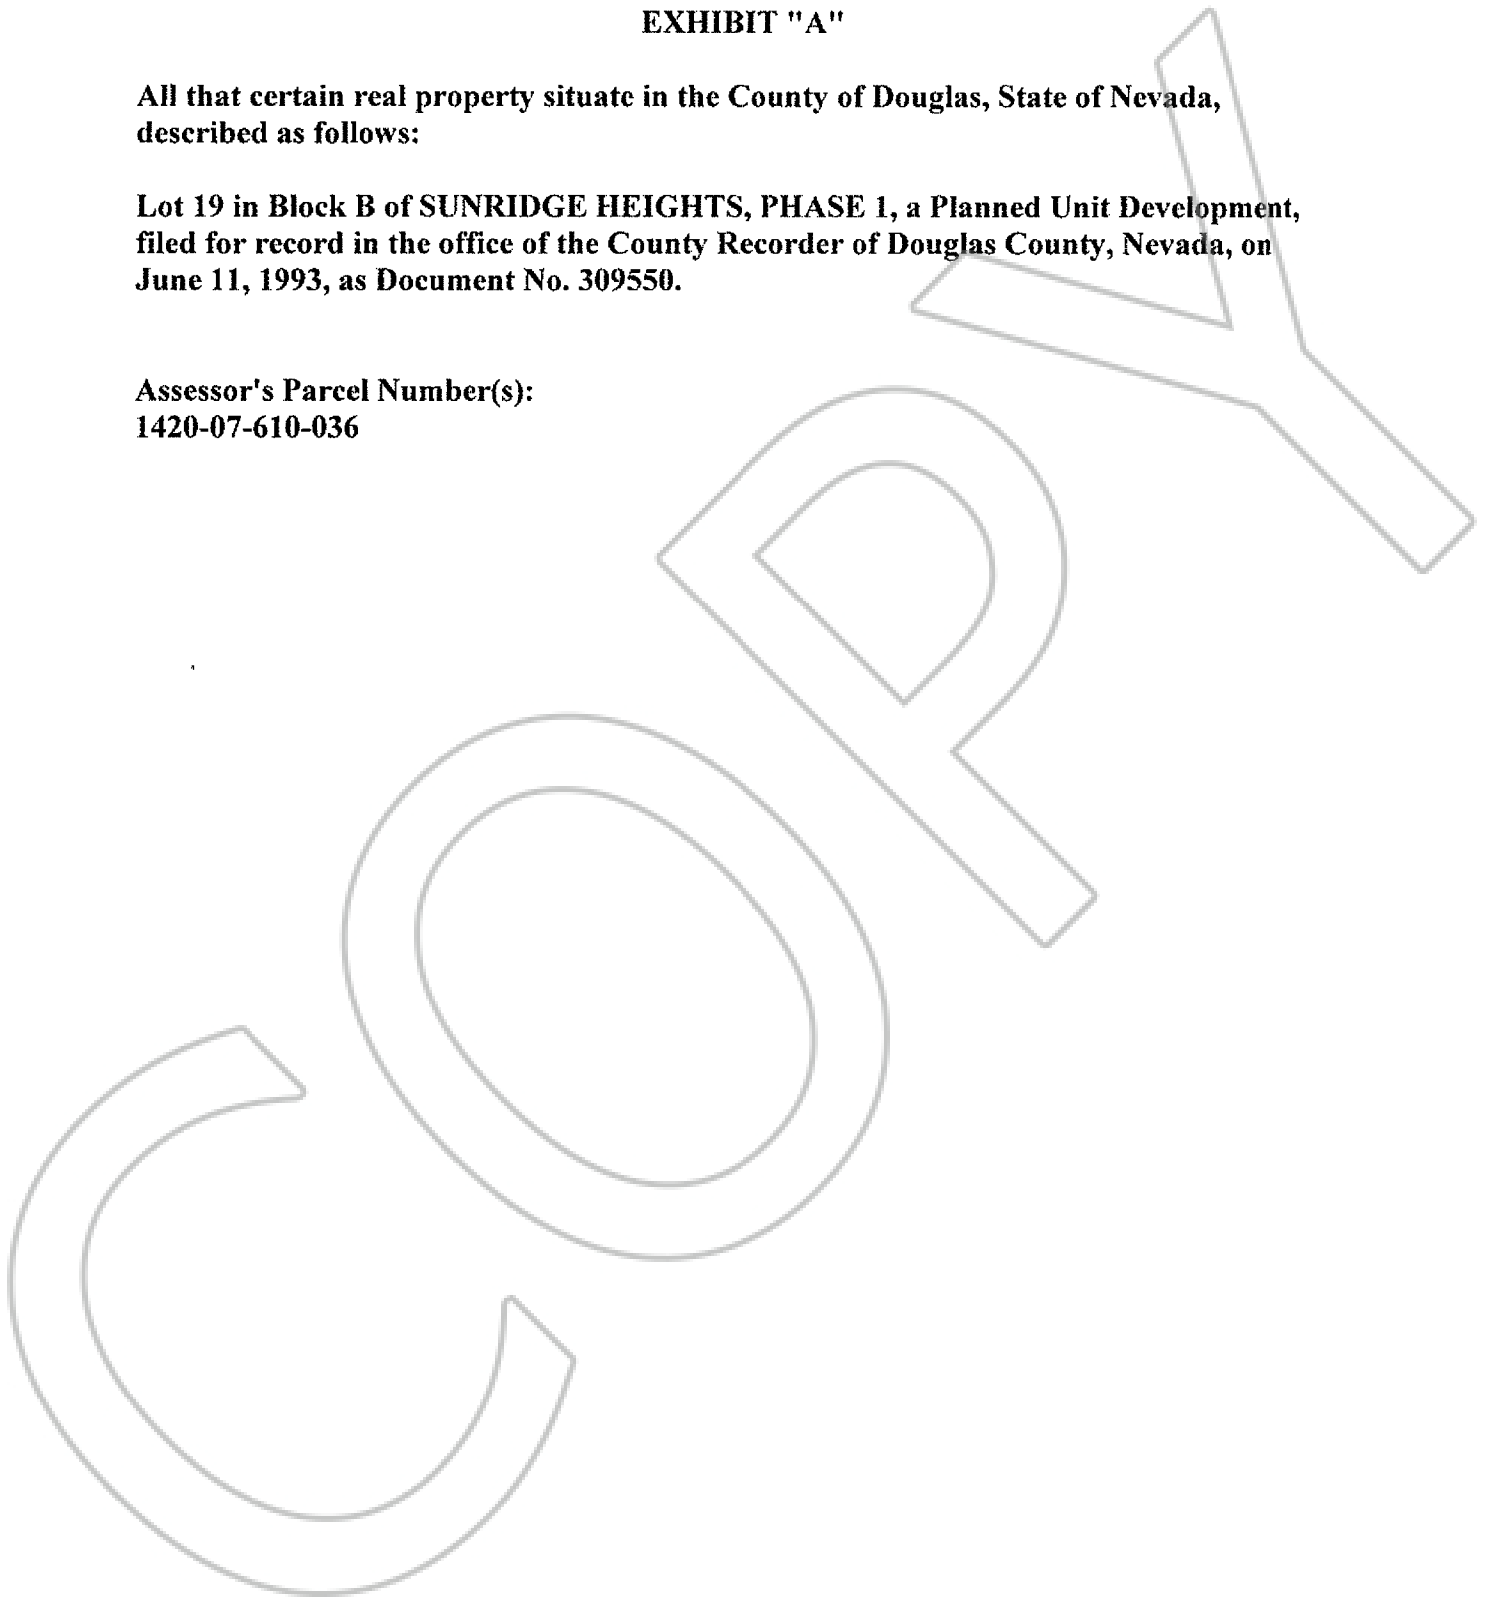 EXHIBIT "A"
All that certain real property situate in the County of Douglas, State of Nevada,
described as follows:
Lot 19 in Block B of SUNRIDGE HEIGHTS, PHASE 1, a Planned Unit Development,
filed for record in the office of the County Recorder of Douglas County, Nevada, on
June 11, 1993, as Document No. 309550.
Assessor's Parcel Number(s):
1420-07-610-036
COPY